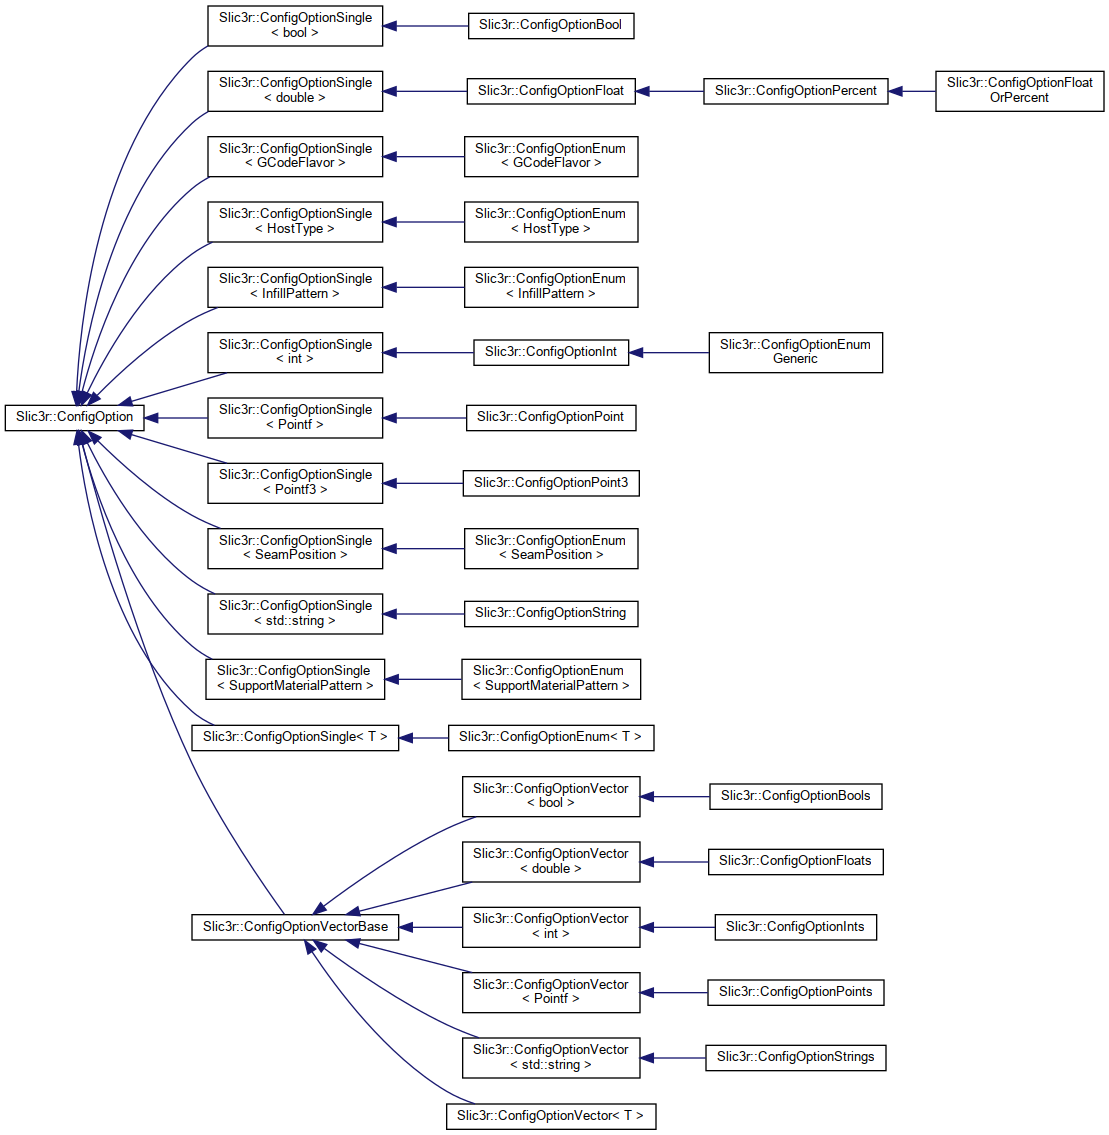 Slic3r::ConfigOptionSingle
< bool >
Slic3r::ConfigOptionBool
Slic3r::ConfigOptionSingle
< double >
Slic3r::ConfigOptionFloat
Slic3r::ConfigOptionPercent
Slic3r::ConfigOptionFloat
OrPercent
Slic3r::ConfigOptionSingle
< GCodeFlavor >
Slic3r::ConfigOptionEnum
< GCodeFlavor >
Slic3r::ConfigOptionSingle
< HostType >
Slic3r::ConfigOptionEnum
< HostType >
Slic3r::ConfigOptionSingle
< InfillPattern >
Slic3r::ConfigOptionEnum
< InfillPattern >
Slic3r::ConfigOptionSingle
< int >
Slic3r::ConfigOptionInt
Slic3r::ConfigOptionEnum
Generic
Slic3r::ConfigOption
Slic3r::ConfigOptionSingle
< Pointf >
Slic3r::ConfigOptionPoint
Slic3r::ConfigOptionSingle
< Pointf3 >
Slic3r::ConfigOptionPoint3
Slic3r::ConfigOptionSingle
< SeamPosition >
Slic3r::ConfigOptionEnum
< SeamPosition >
Slic3r::ConfigOptionSingle
< std::string >
Slic3r::ConfigOptionString
Slic3r::ConfigOptionSingle
< SupportMaterialPattern >
Slic3r::ConfigOptionEnum
< SupportMaterialPattern >
Slic3r::ConfigOptionSingle< T >
Slic3r::ConfigOptionEnum< T >
Slic3r::ConfigOptionVector
< bool >
Slic3r::ConfigOptionBools
Slic3r::ConfigOptionVector
< double >
Slic3r::ConfigOptionFloats
Slic3r::ConfigOptionVectorBase
Slic3r::ConfigOptionVector
< int >
Slic3r::ConfigOptionInts
Slic3r::ConfigOptionVector
< Pointf >
Slic3r::ConfigOptionPoints
Slic3r::ConfigOptionVector
< std::string >
Slic3r::ConfigOptionStrings
Slic3r::ConfigOptionVector< T >